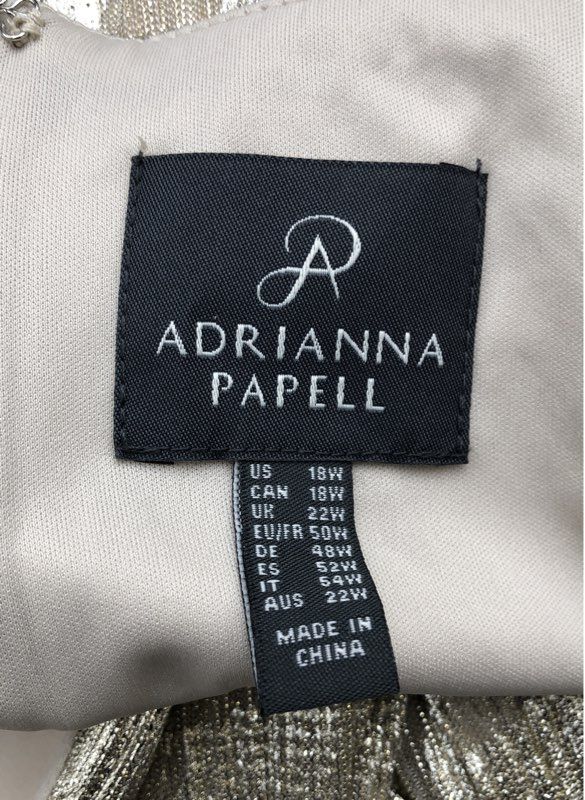 ADRIANNA
PAPELL
US 18W
CAN 18W
UK 22W
EU/FR 50W
DE 48W
ES 52W
IT 54W
AUS 22W
MADE IN
CHINA